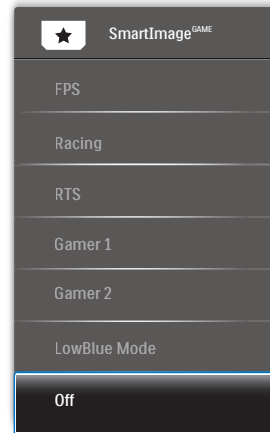 SmartImageGAME
FPS
Racing
RTS
Gamer 1
Gamer 2
LowBlue Mode
Off